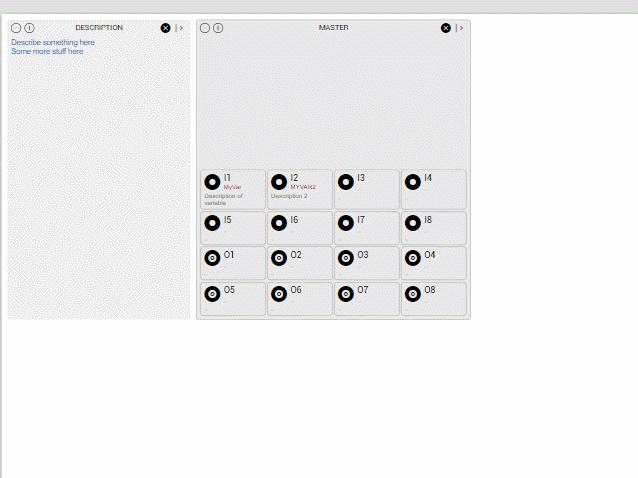 DESCRIPTION
Describe something here
Some more stuff here
MASTER
I1
MyVar
Description of
variable
I2
MYVAR2
Description 2
I3
I4
I5
I6
I7
I8
O1
O2
O3
O4
O5
O6
O7
O8